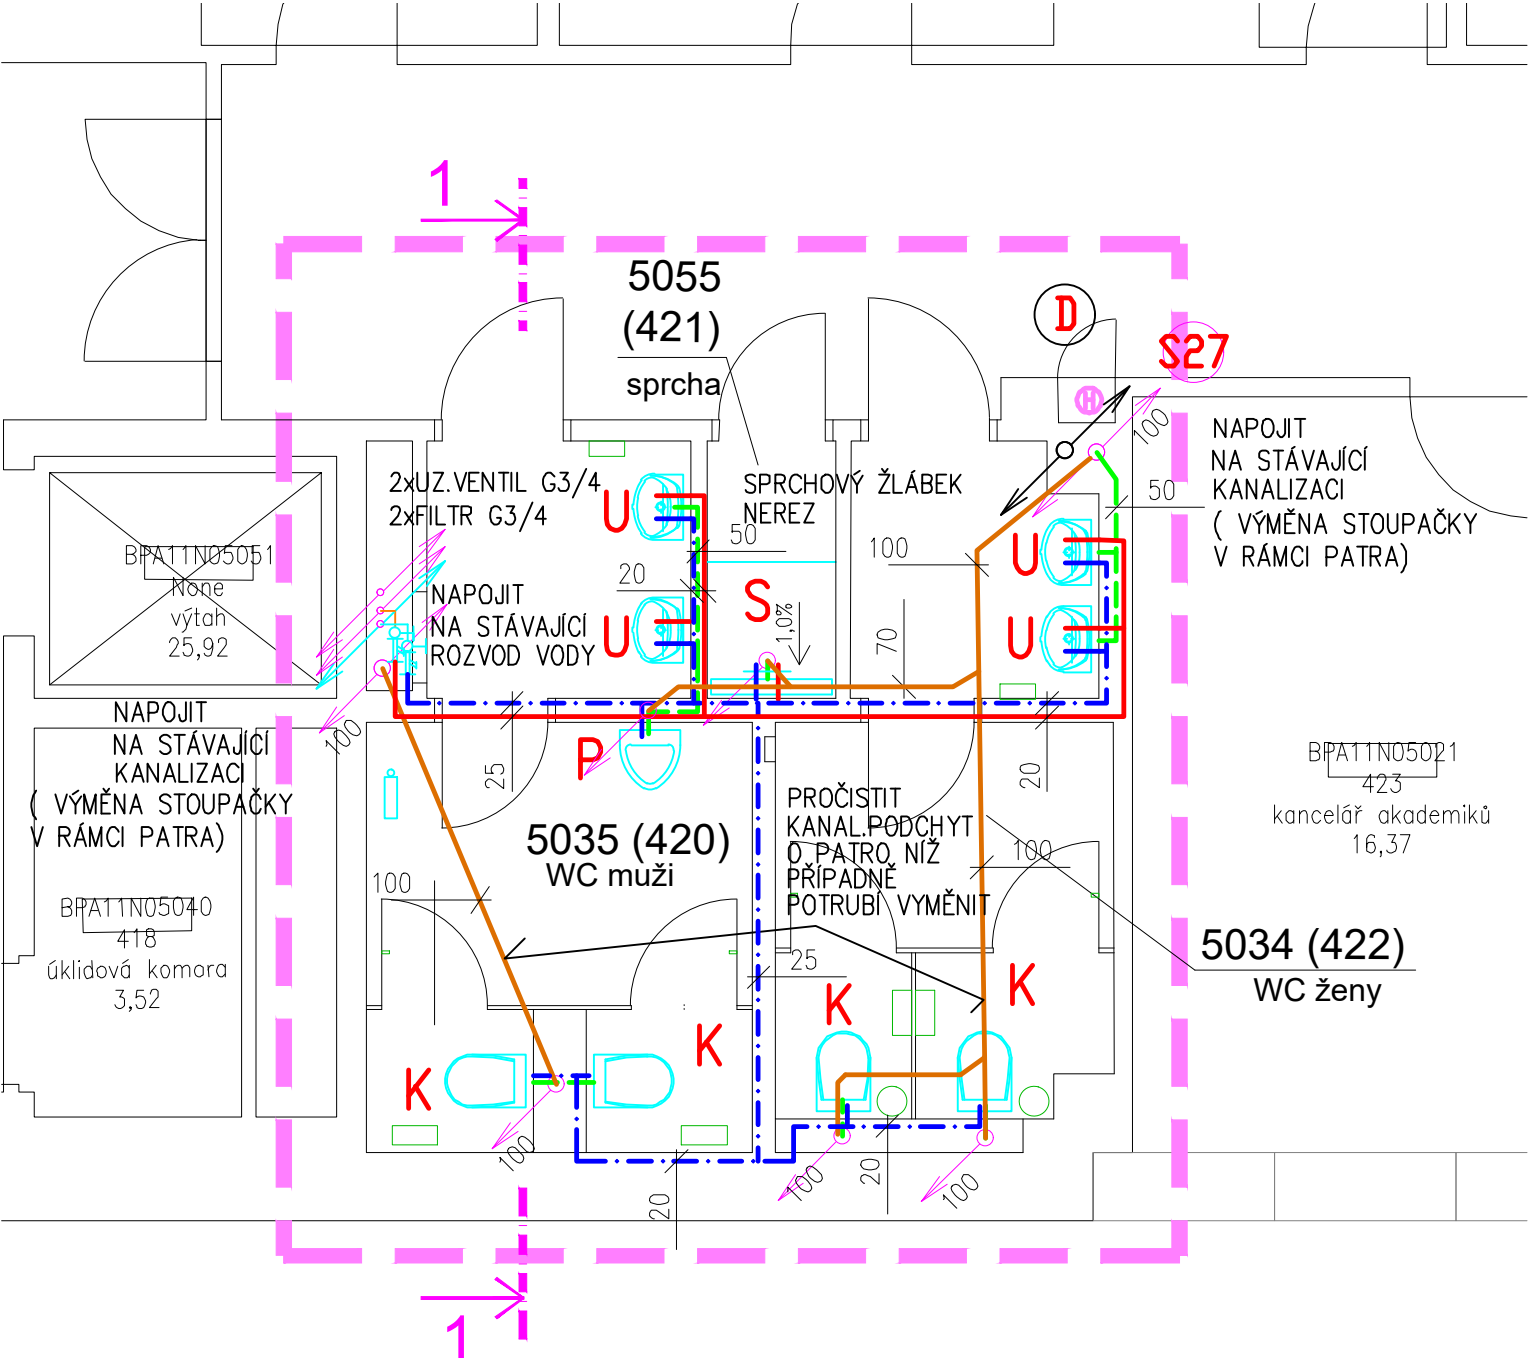 1
5055
(421)
sprcha
D
S27
H
100
NAPOJIT
NA STÁVAJÍCÍ
KANALIZACI
( VÝMĚNA STOUPAČKY
V RÁMCI PATRA)
50
2xUZ.VENTIL G3/4
2xFILTR G3/4
U
SPRCHOVÝ ŽLÁBEK
NEREZ
50
100
U
BPA11N05051
None
výtah
25,92
20
NAPOJIT
NA STÁVAJÍCÍ
ROZVOD VODY
U
S
1,0%
70
U
NAPOJIT
NA STÁVAJÍCÍ
KANALIZACI
( VÝMĚNA STOUPAČKY
V RÁMCI PATRA)
100
25
P
20
BPA11N05021
423
kancelář akademiků
16,37
PROČISTIT
KANAL.PODCHYT
O PATRO NÍŽ
PŘÍPADNĚ
POTRUBÍ VYMĚNIT
5035 (420)
WC muži
100
100
BPA11N05040
418
úklidová komora
3,52
25
5034 (422)
WC ženy
K
K
K
K
100
20
100
20
100
1